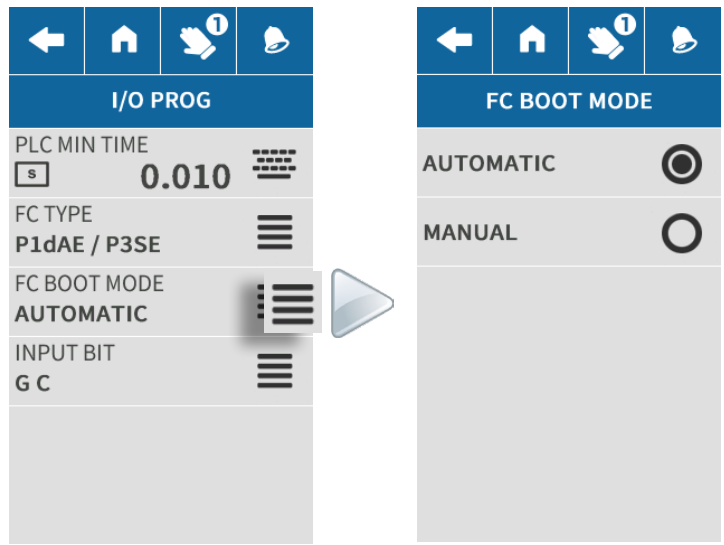 1
I/O PROG
PLC MIN TIME
s 0.010
FC TYPE
P1dAE / P3SE
FC BOOT MODE
AUTOMATIC
INPUT BIT
G C
1
FC BOOT MODE
AUTOMATIC
MANUAL